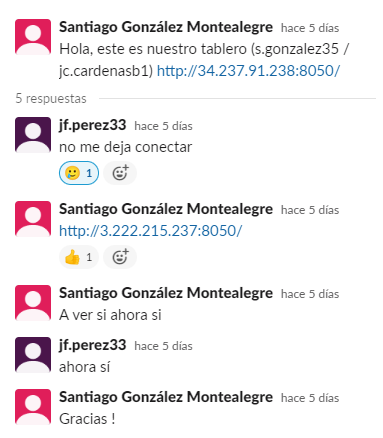 Santiago González Montealegre hace 5 días
Hola, este es nuestro tablero (s.gonzalez35 /
jc.cardenasb1) http://34.237.91.238:8050/
5 respuestas
jf.perez33 hace 5 días
no me deja conectar
1
Santiago González Montealegre hace 5 días
http://3.222.215.237:8050/
1
Santiago González Montealegre hace 5 días
A ver si ahora si
jf.perez33 hace 5 días
ahora sí
Santiago González Montealegre hace 5 días
Gracias !